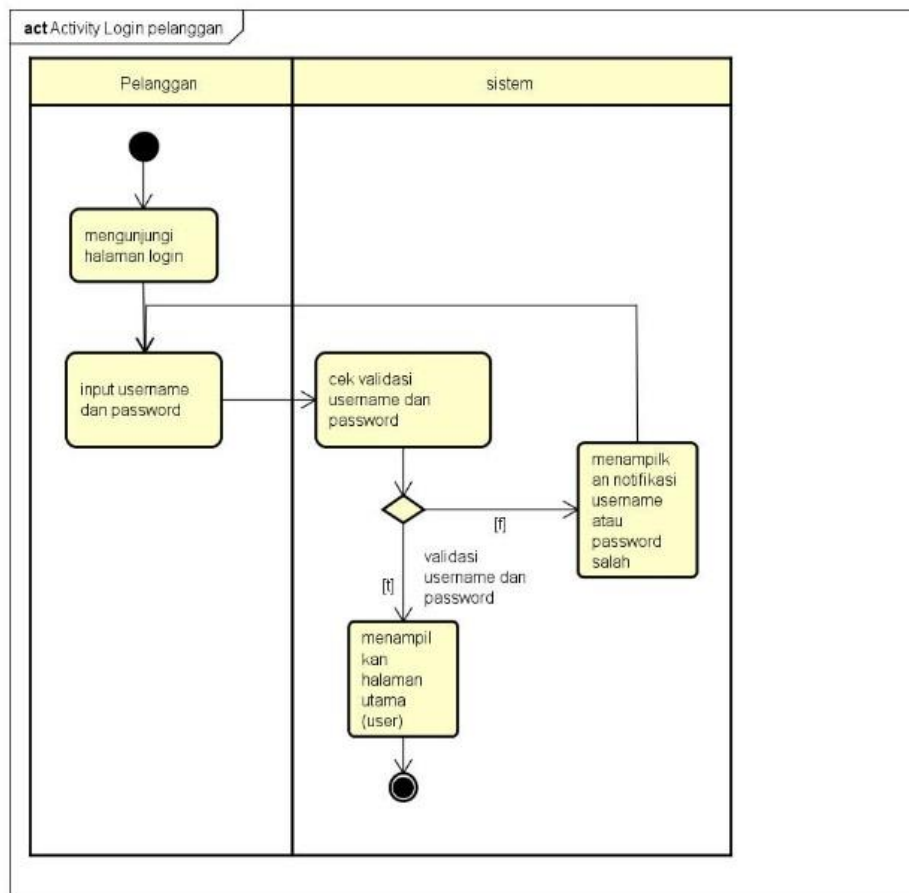 act Activity Login pelanggan
Pelanggan
sistem
mengunjungi
halaman login
input username
dan password
cek validasi
username dan
password
menampilk
an notifikasi
username
atau
password
salah
[f]
validasi
username dan
password
[t]
menampil
kan
halaman
utama
(user)